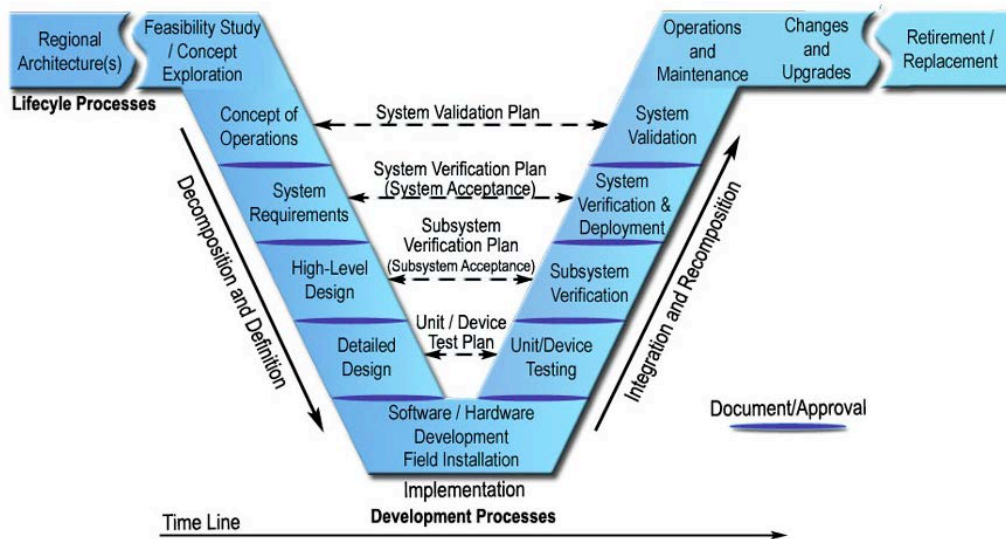 Regional
Architecture(s)
Feasibility Study
/ Concept
Exploration
Operations
and
Maintenance
Changes
and
Upgrades
Retirement /
Replacement
Lifecyle Processes
Concept of
Operations
System Validation Plan
System
Validation
System
Requirements
System Verification Plan
(System Acceptance)
System
Verification &
Deployment
High-Level
Design
Subsystem
Verification Plan
(Subsystem Acceptance)
Subsystem
Verification
Detailed
Design
Unit / Device
Test Plan
Unit/Device
Testing
Decomposition and Definition
Integration and Recomposition
Software / Hardware
Development
Field Installation
Document/Approval
Implementation
Development Processes
Time Line